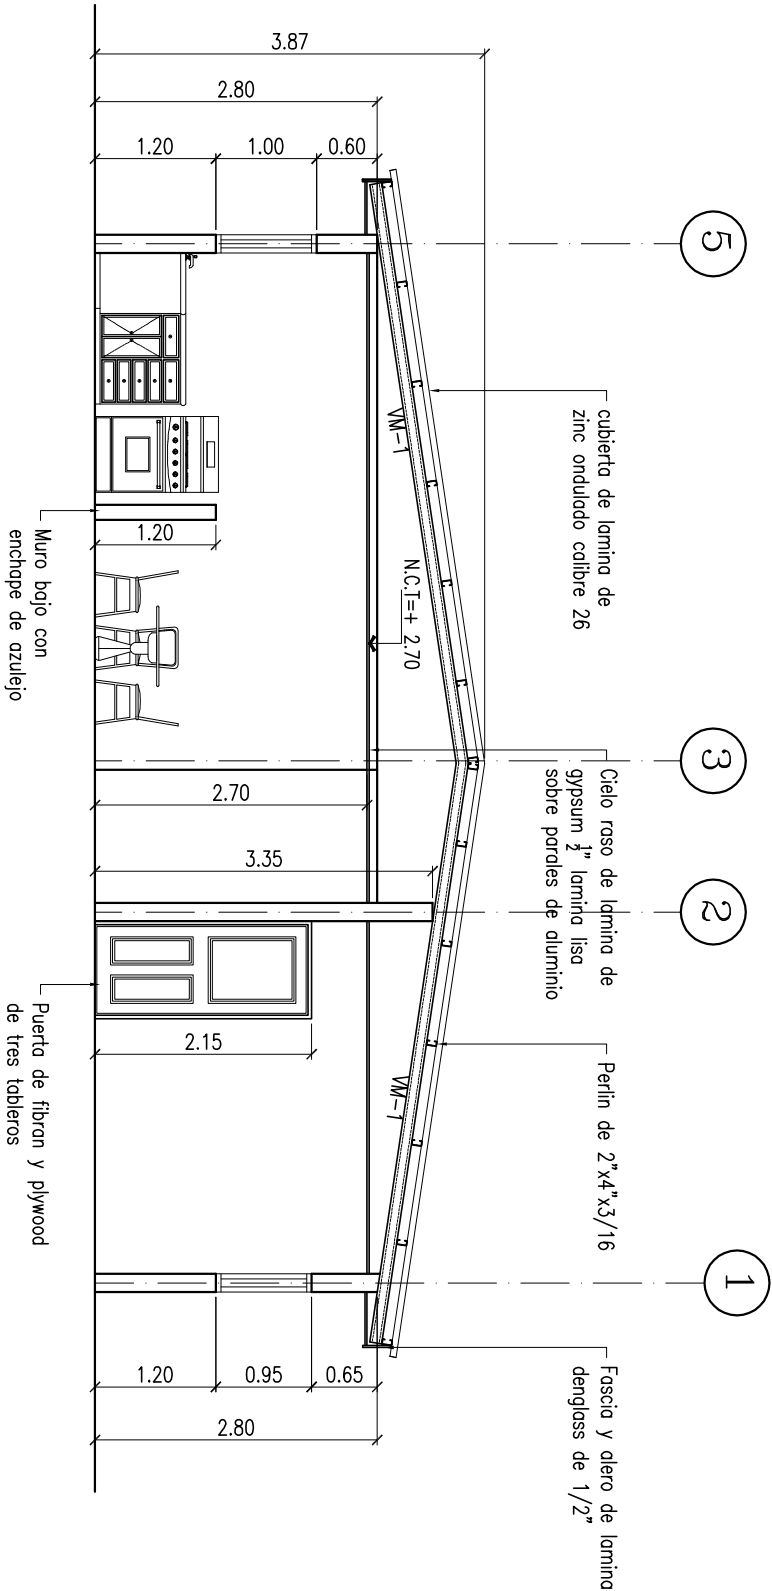 5
3
2
1
cubierta de lamina de
zinc ondulado calibre 26
Cielo raso de lamina de
gypsum 1/2" lamina lisa
sobre parales de aluminio
Perlin de 2"x4"x3/16
Fascia y alero de lamina
denglass de 1/2"
VM-1
N.C.T=+ 2.70
VM-1
3.87
2.80
1.20
1.00
0.60
1.20
2.70
3.35
2.15
1.20
0.95
0.65
2.80
Muro bajo con
enchape de azulejo
Puerta de fibran y plywood
de tres tableros